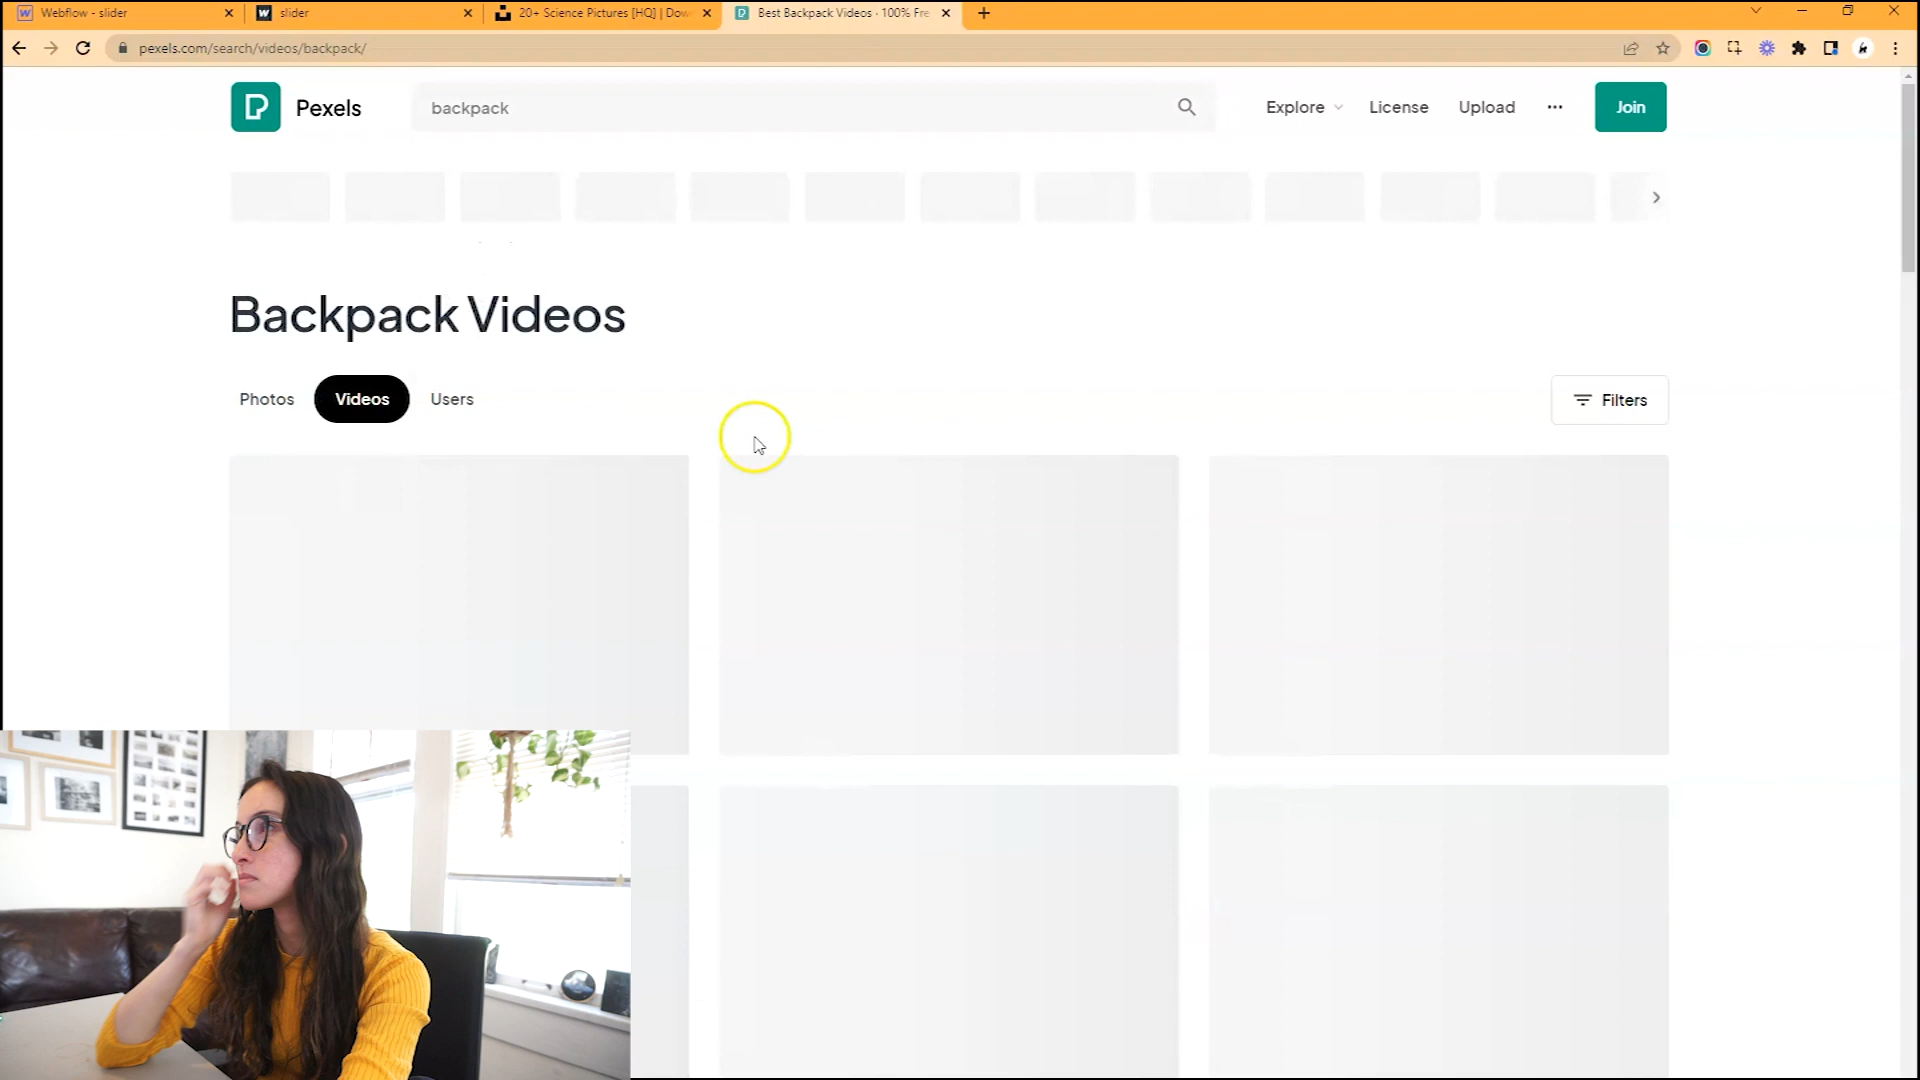 Webflow - slider
slider
20+ Science Pictures [HQ] | Dow
Best Backpack Videos · 100% Fre
pexels.com/search/videos/backpack/
Pexels
backpack
Explore
License
Upload
Join
Backpack Videos
Photos
Videos
Users
Filters